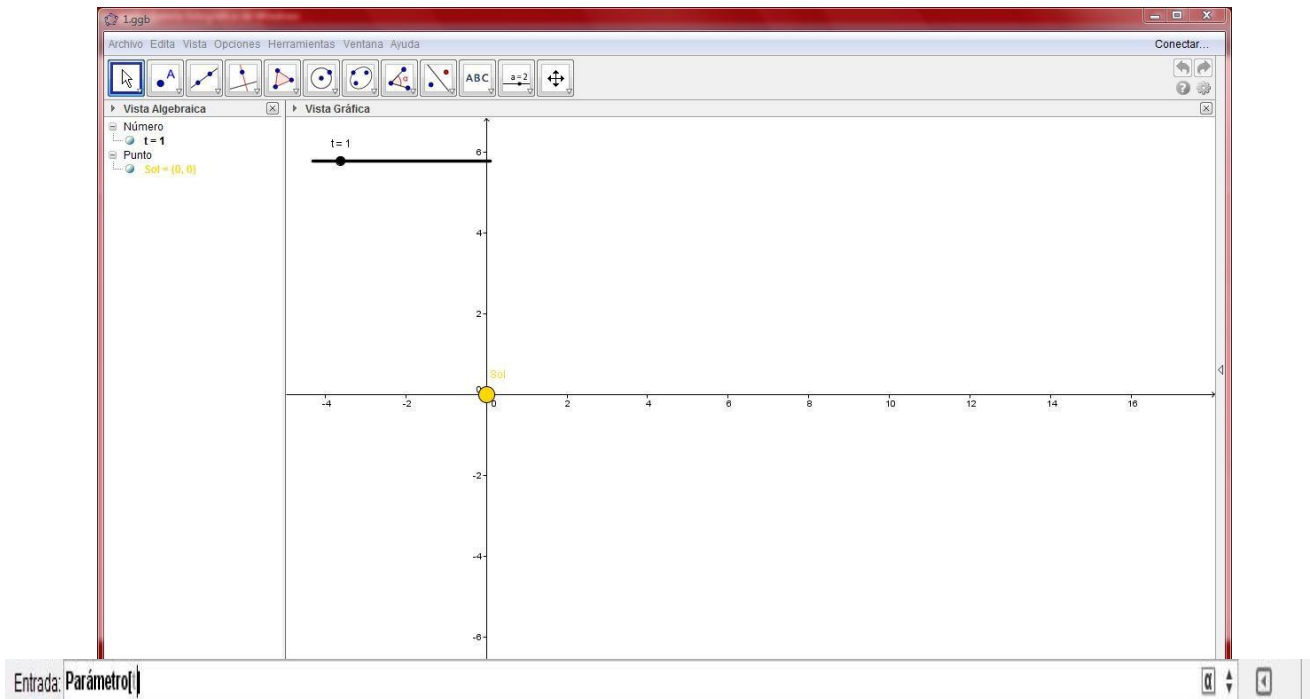 1.ggb
Archivo Edita Vista Opciones Herramientas Ventana Ayuda Conectar...
A ABC a=2
Vista Algebraica Vista Gráfica
Número
t = 1
Punto
Sol = (0, 0)
t = 1
6
4
2
Sol
0
-4 -2 0 2 4 6 8 10 12 14 16
-2
-4
-6
Entrada: Parámetro[t α